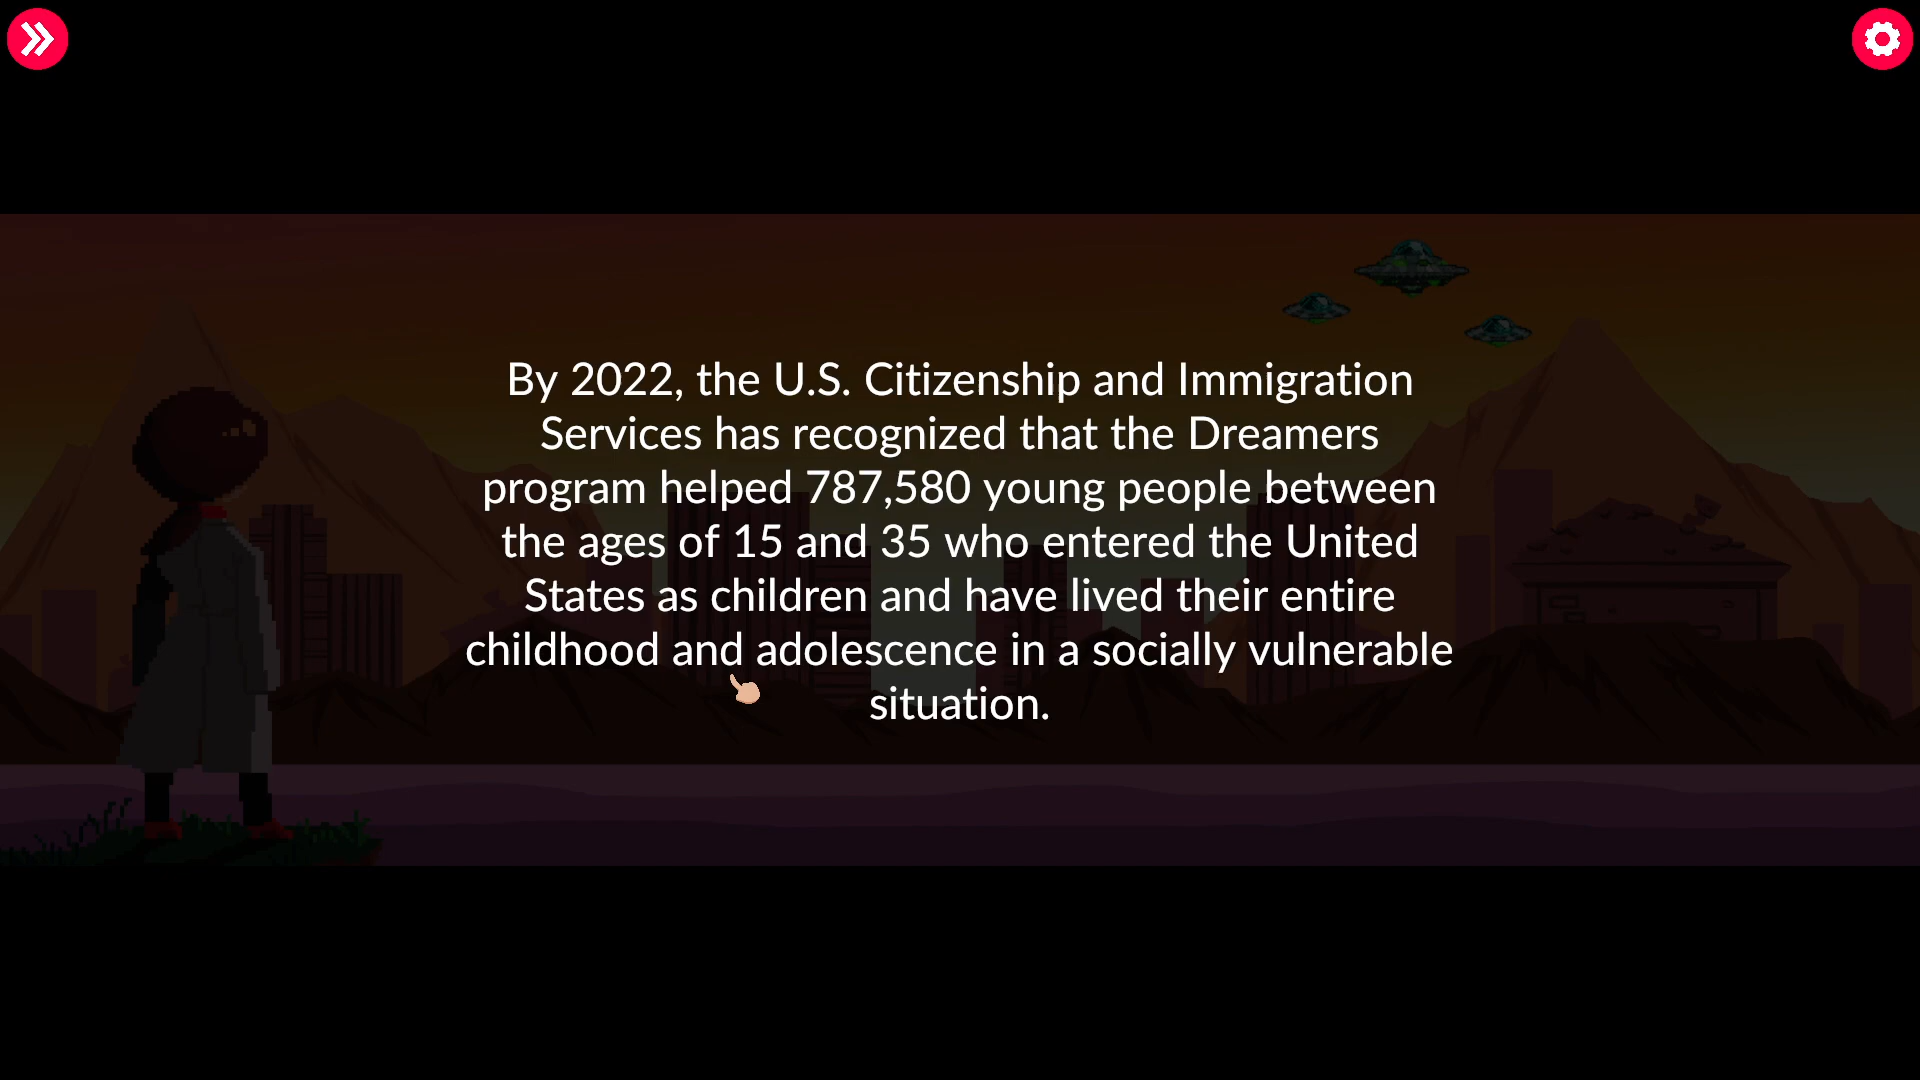 By 2022, the U.S. Citizenship and Immigration
Services has recognized that the Dreamers
program helped 787,580 young people between
the ages of 15 and 35 who entered the United
States as children and have lived their entire
childhood and adolescence in a socially vulnerable
situation.